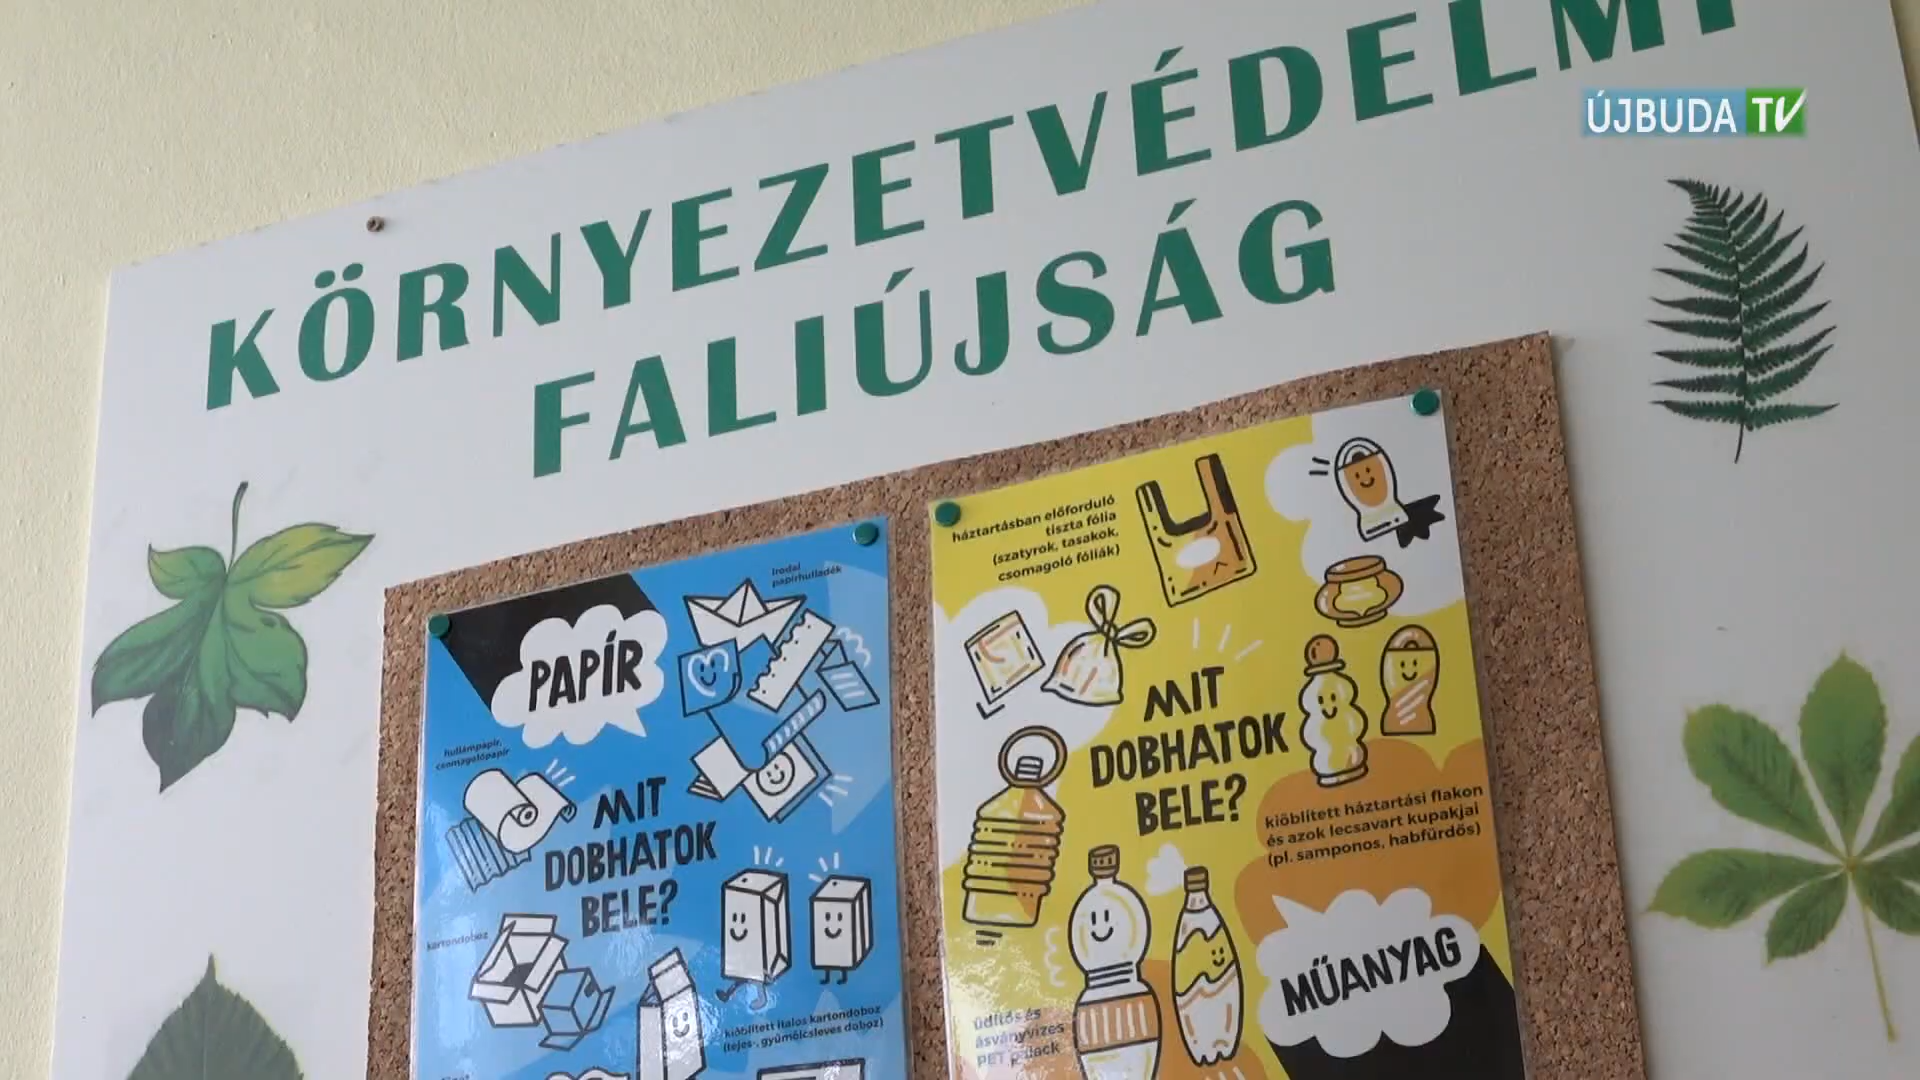 KÖRNYEZETVÉDELMI
FALIÚJSÁG
ÚJBUDA TV
PAPÍR
irodai
papírhulladék
hullámpapír,
csomagolópapír
MIT
DOBHATOK
BELE?
kartondoboz
kiöblített italos kartondoboz
(tejes-, gyümölcsleves doboz)
háztartásban előforduló
tiszta fólia
(szatyrok, tasakok,
csomagoló fóliák)
MIT
DOBHATOK
BELE?
kiöblített háztartási flakon
és azok lecsavart kupakjai
(pl. samponos, habfürdős)
MŰANYAG
üdítős és
ásványvizes
PET palack